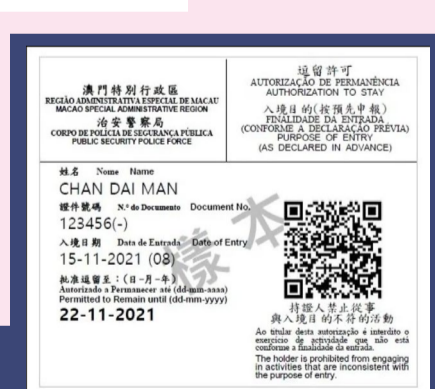 澳門特別行政區
REGIÃO ADMINISTRATIVA ESPECIAL DE MACAU
MACAO SPECIAL ADMINISTRATIVE REGION
治安警察局
CORPO DE POLÍCIA DE SEGURANÇA PÚBLICA
PUBLIC SECURITY POLICE FORCE
逗留許可
AUTORIZAÇÃO DE PERMANÊNCIA
AUTHORIZATION TO STAY
入境目的(按預先申報)
FINALIDADE DA ENTRADA
(CONFORME A DECLARAÇÃO PRÉVIA)
PURPOSE OF ENTRY
(AS DECLARED IN ADVANCE)
姓名 Nome Name
CHAN DAI MAN
證件號碼 N.º do Documento Document No.
123456(-)
入境日期 Data de Entrada Date of Entry
15-11-2021 (08)
批准逗留至：(日-月-年)
Autorizado a Permanecer até (dd-mm-aaaa)
Permitted to Remain until (dd-mm-yyyy)
22-11-2021
樣本
持證人禁止從事
與入境目的不符的活動
Ao titular desta autorização é interdito o
exercício de actividade que não está
conforme a finalidade da entrada.
The holder is prohibited from engaging
in activities that are inconsistent with
the purpose of entry.